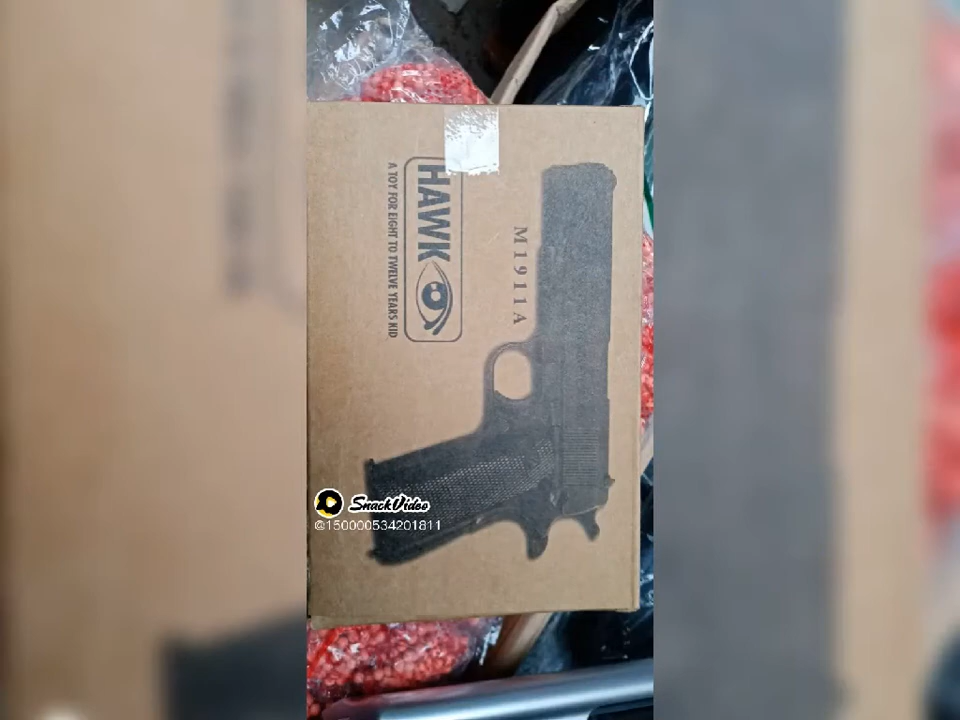 HAWK
A TOY FOR EIGHT TO TWELVE YEARS KID
M1911A
SnackVideo
@150000534201811